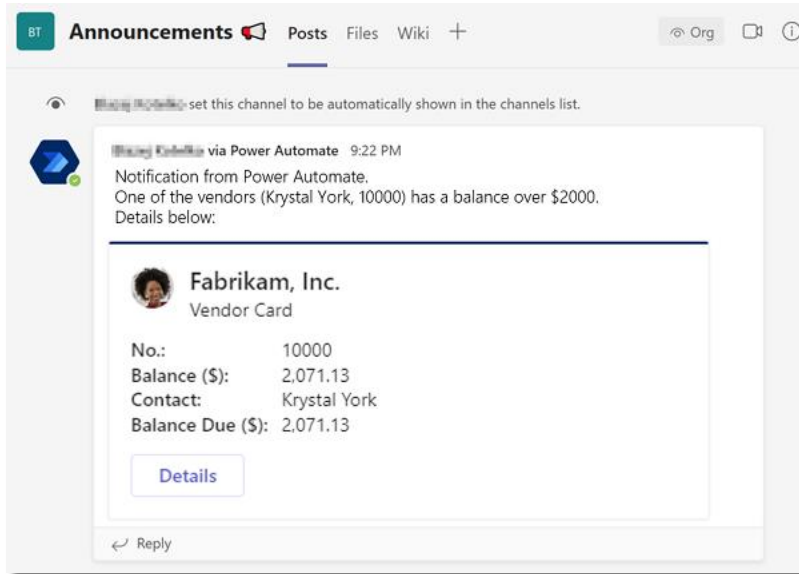 BT Announcements Posts Files Wiki Org
set this channel to be automatically shown in the channels list.
via Power Automate 9:22 PM
Notification from Power Automate.
One of the vendors (Krystal York, 10000) has a balance over $2000.
Details below:
Fabrikam, Inc.
Vendor Card
No.: 10000
Balance ($): 2,071.13
Contact: Krystal York
Balance Due ($): 2,071.13
Details
Reply